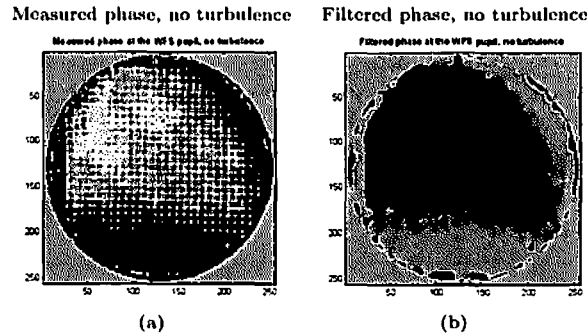 Measured phase, no turbulence
Filtered phase, no turbulence
Measured phase at the WFS pupil, no turbulence
Filtered phase at the WFS pupil, no turbulence
50
100
150
200
250
50 100 150 200 250
50
100
150
200
250
50 100 150 200 250
(a)
(b)